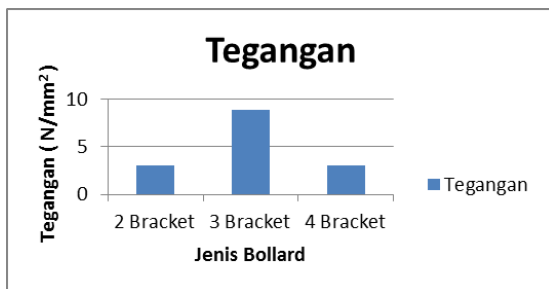 Tegangan
Tegangan ( N/mm²)
10
5
0
2 Bracket 3 Bracket 4 Bracket
Jenis Bollard
Tegangan